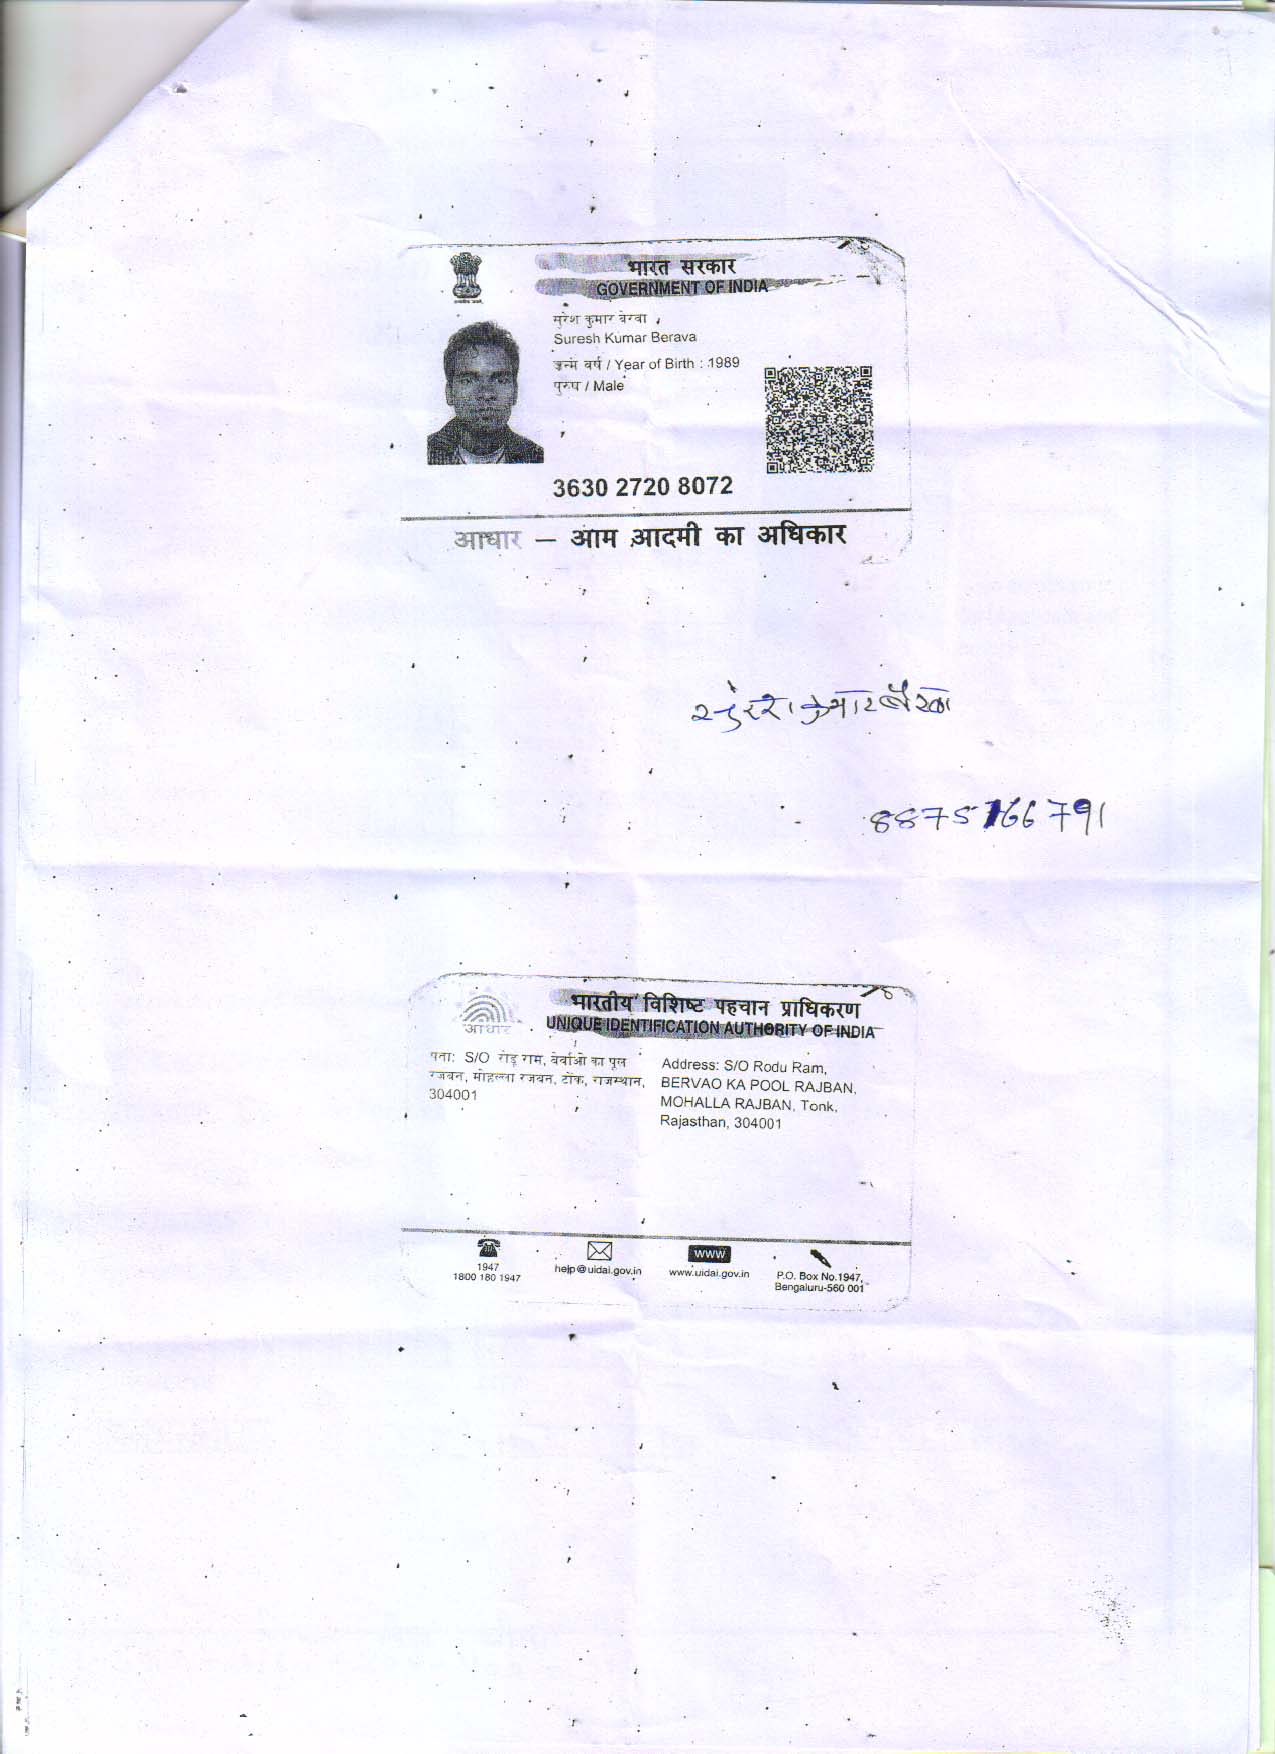 भारत सरकार
GOVERNMENT OF INDIA
सुरेश कुमार बेरवा
Suresh Kumar Berava
जन्म वर्ष / Year of Birth : 1989
पुरुष / Male
3630 2720 8072
आधार – आम आदमी का अधिकार
8875766791
भारतीय विशिष्ट पहचान प्राधिकरण
UNIQUE IDENTIFICATION AUTHORITY OF INDIA
आधार
पता: S/O रोडू राम, बेर्वाओ का पूल
रजबन, मोहल्ला रजबन, टोंक, राजस्थान,
304001
Address: S/O Rodu Ram,
BERVAO KA POOL RAJBAN,
MOHALLA RAJBAN, Tonk,
Rajasthan, 304001
1947
1800 180 1947
help@uidai.gov.in
www
www.uidai.gov.in
P.O. Box No.1947,
Bengaluru-560 001